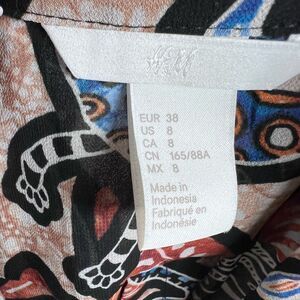 H&M
EUR 38
US 8
CA 8
CN 165/88A
MX 8
Made in
Indonesia
Fabriqué en
Indonésie